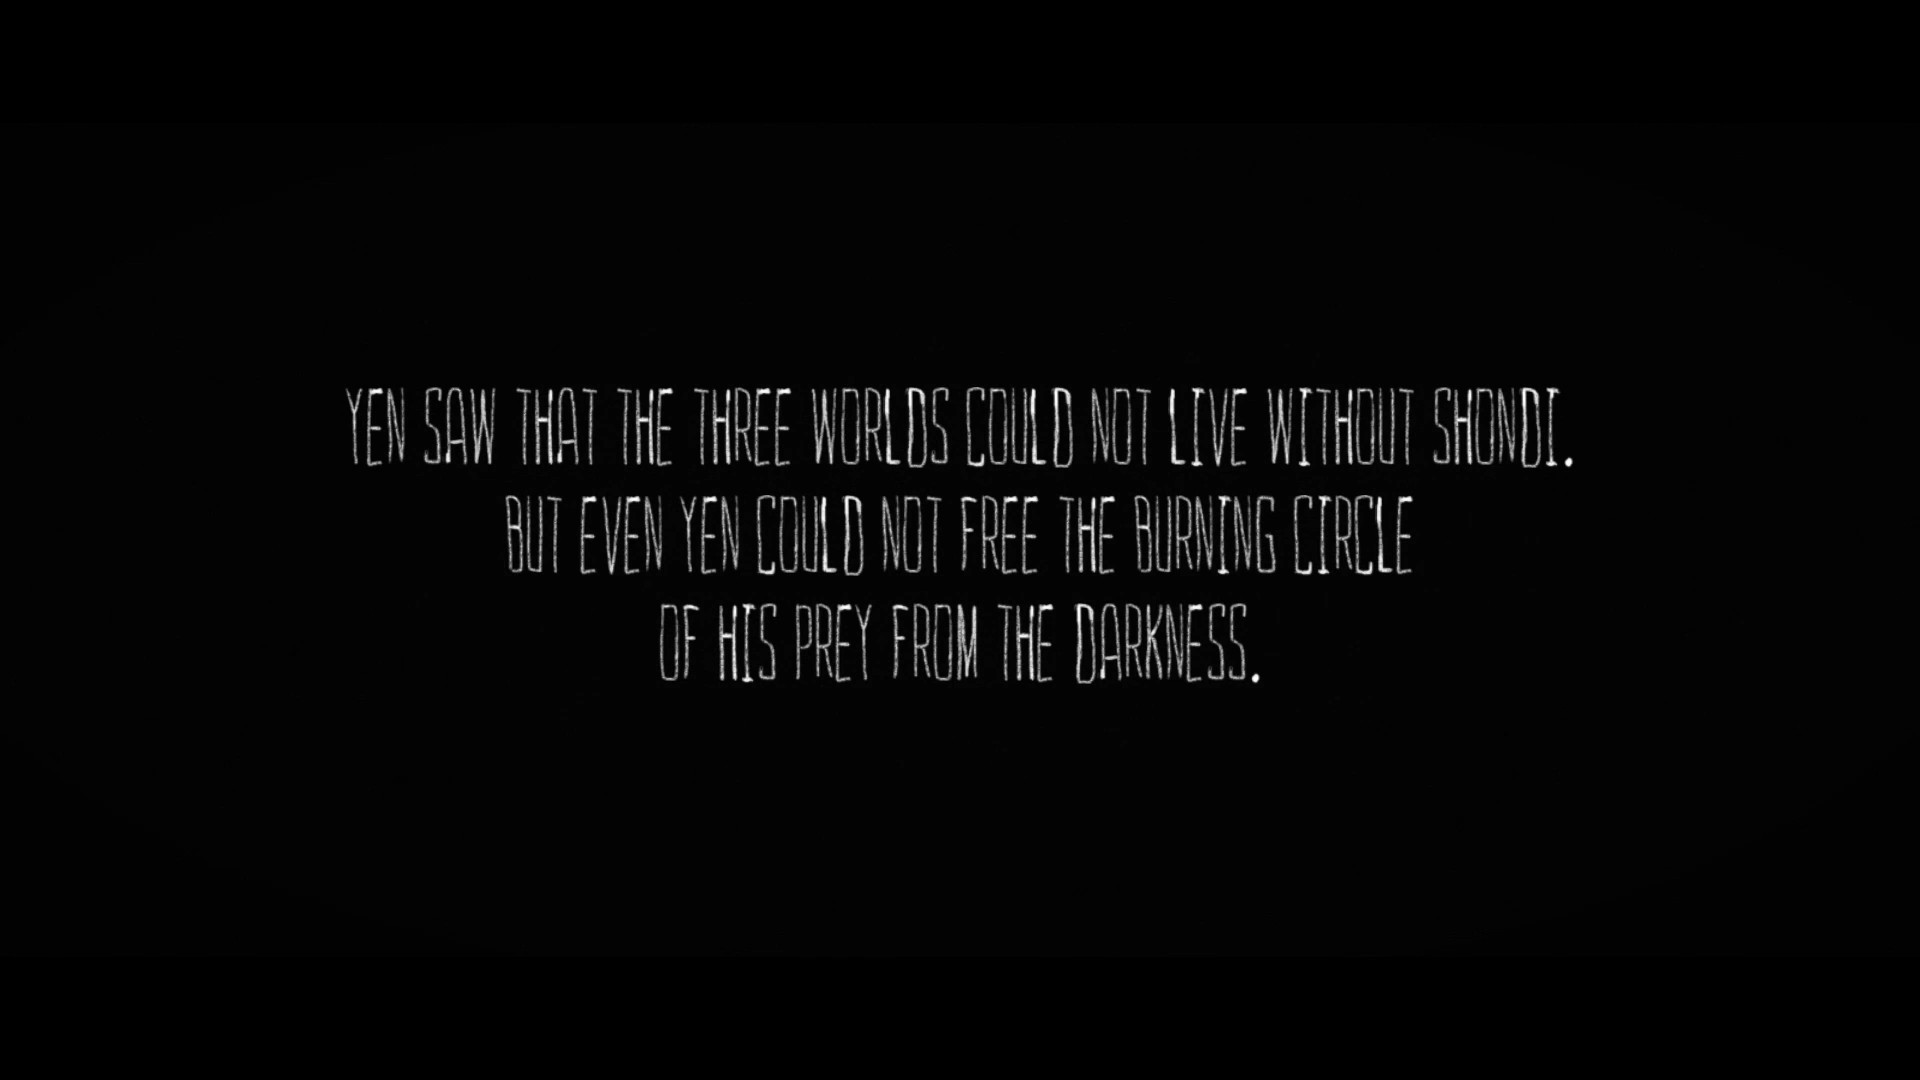 YEN SAW THAT THE THREE WORLDS COULD NOT LIVE WITHOUT SHONDI.
BUT EVEN YEN COULD NOT FREE THE BURNING CIRCLE
OF HIS PREY FROM THE DARKNESS.